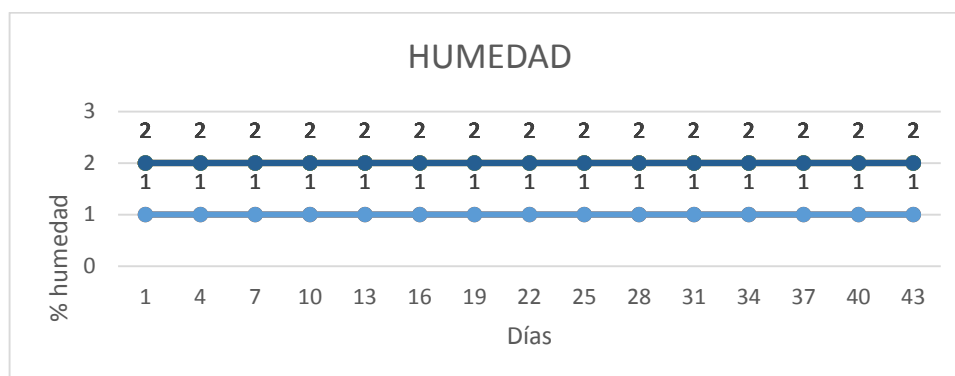 HUMEDAD
3
2 2 2 2 2 2 2 2 2 2 2 2 2 2 2
2
1 1 1 1 1 1 1 1 1 1 1 1 1 1 1
1
0
% humedad
1 4 7 10 13 16 19 22 25 28 31 34 37 40 43
Días